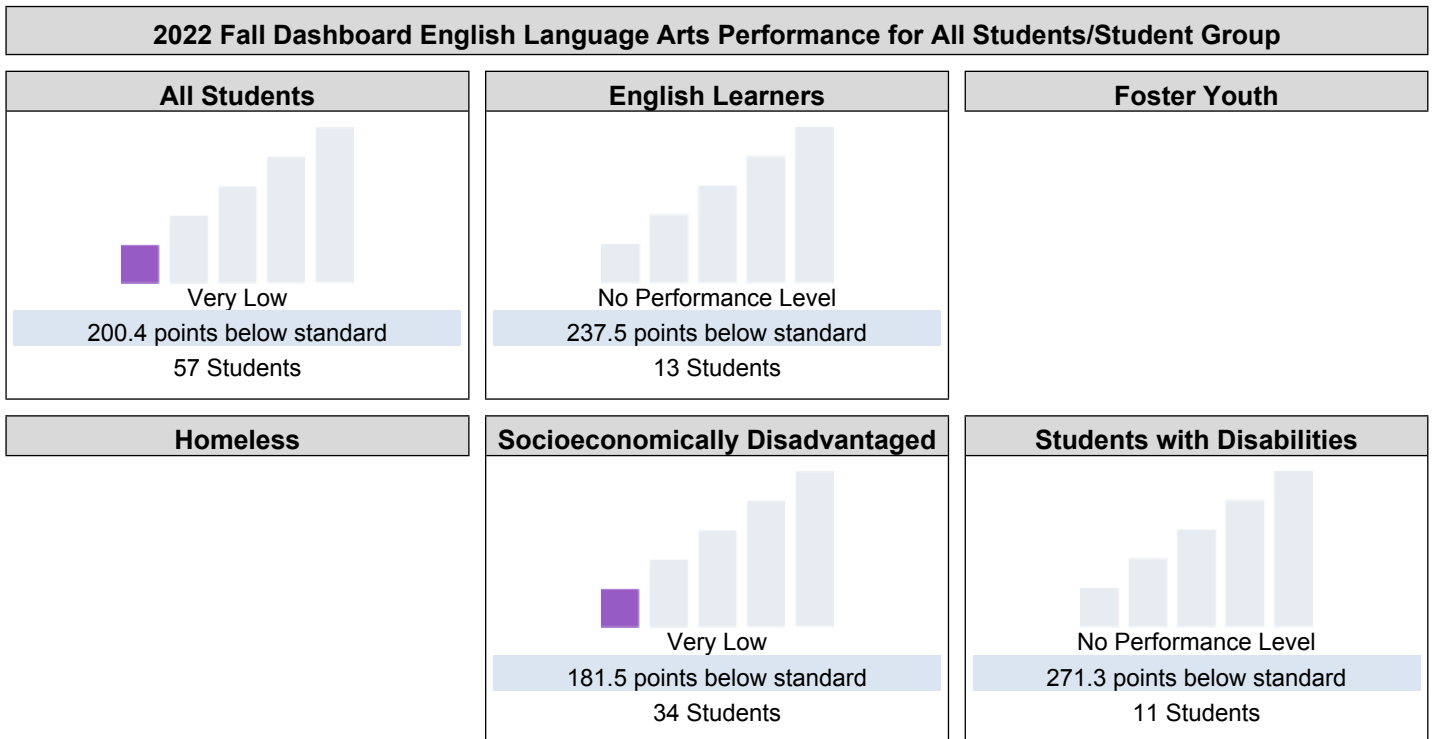 2022 Fall Dashboard English Language Arts Performance for All Students/Student Group
All Students
Very Low
200.4 points below standard
57 Students
English Learners
No Performance Level
237.5 points below standard
13 Students
Foster Youth
Homeless
Socioeconomically Disadvantaged
Very Low
181.5 points below standard
34 Students
Students with Disabilities
No Performance Level
271.3 points below standard
11 Students